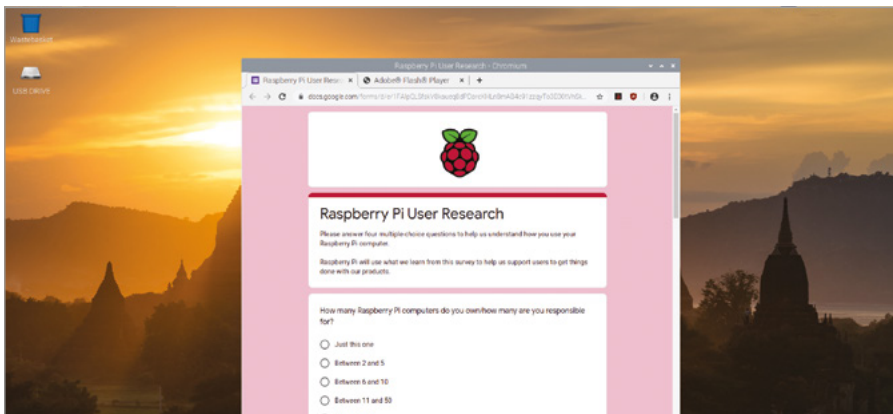 Wastebasket
USB DRIVE
Raspberry Pi User Research - Chromium
Raspberry Pi User Resea
Adobe® Flash® Player
docs.google.com/forms/d/e/
Raspberry Pi User Research
Please answer four multiple-choice questions to help us understand how you use your
Raspberry Pi computer.
Raspberry Pi will use what we learn from this survey to help us support users to get things
done with our products.
How many Raspberry Pi computers do you own/how many are you responsible
for?
Just this one
Between 2 and 5
Between 6 and 10
Between 11 and 50